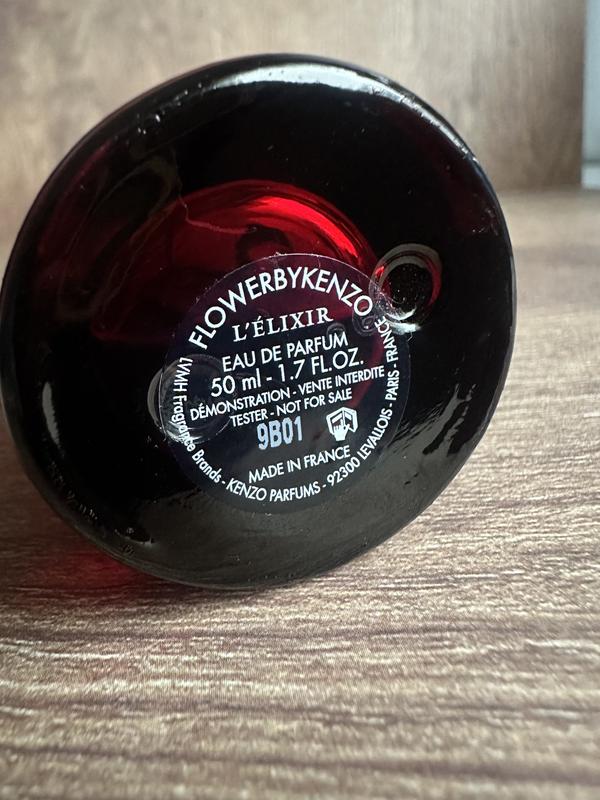 FLOWERBYKENZO
L'ÉLIXIR
EAU DE PARFUM
50 ml - 1.7 FL.OZ.
DÉMONSTRATION - VENTE INTERDITE
TESTER - NOT FOR SALE
9B01
MADE IN FRANCE
LVMH Fragrance Brands - KENZO PARFUMS - 92300 LEVALLOIS - PARIS - FRANCE